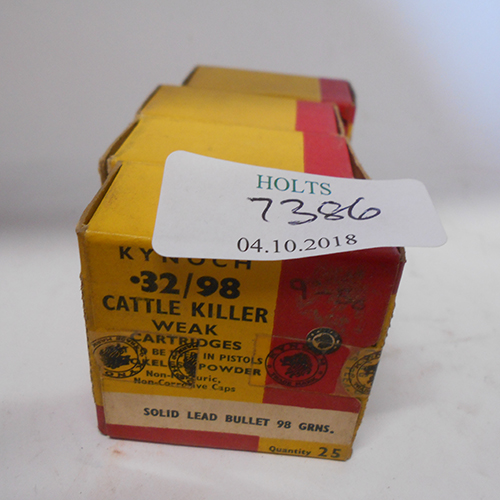 HOLTS
7386
04.10.2018
KYNOCH
.32/98
CATTLE KILLER
WEAK
CARTRIDGES
BE IN PISTOLS
POWDER
Non-Corrosive Caps
SOLID LEAD BULLET 98 GRNS.
Quantity 25